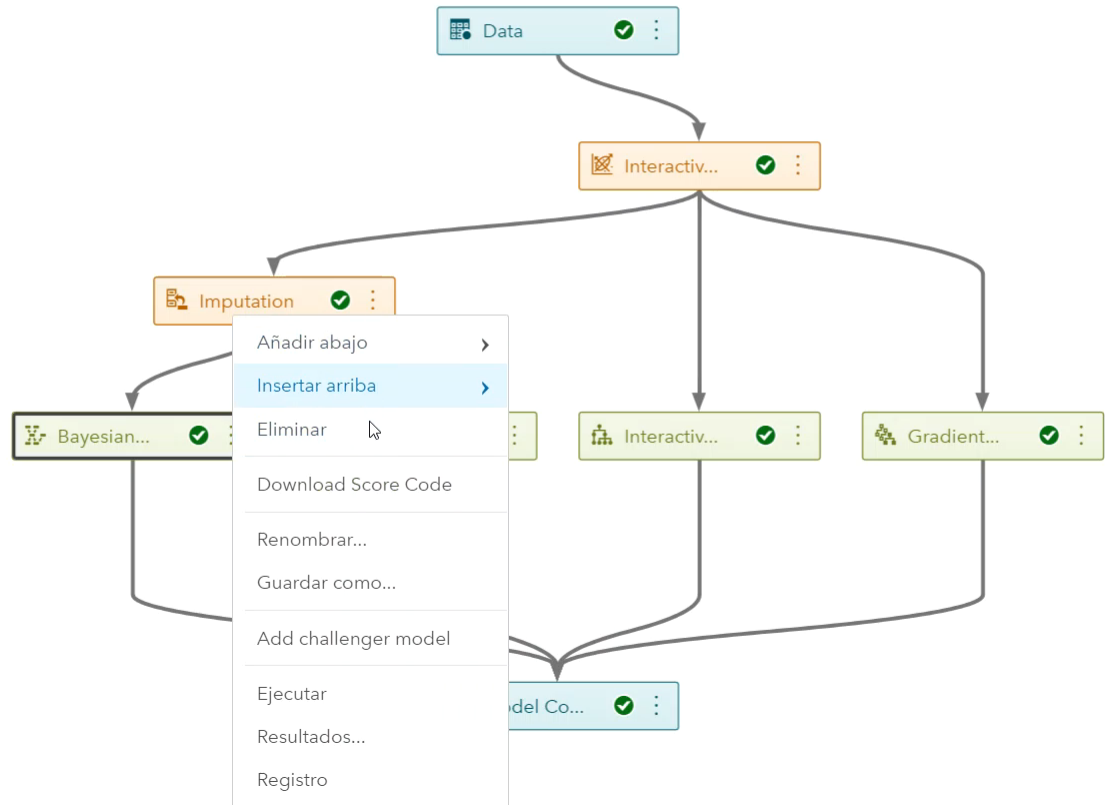 Data
Interactiv...
Imputation
Añadir abajo
Insertar arriba
Bayesian...
Eliminar
Interactiv...
Gradient...
Download Score Code
Renombrar...
Guardar como...
Add challenger model
Ejecutar
del Co...
Resultados...
Registro